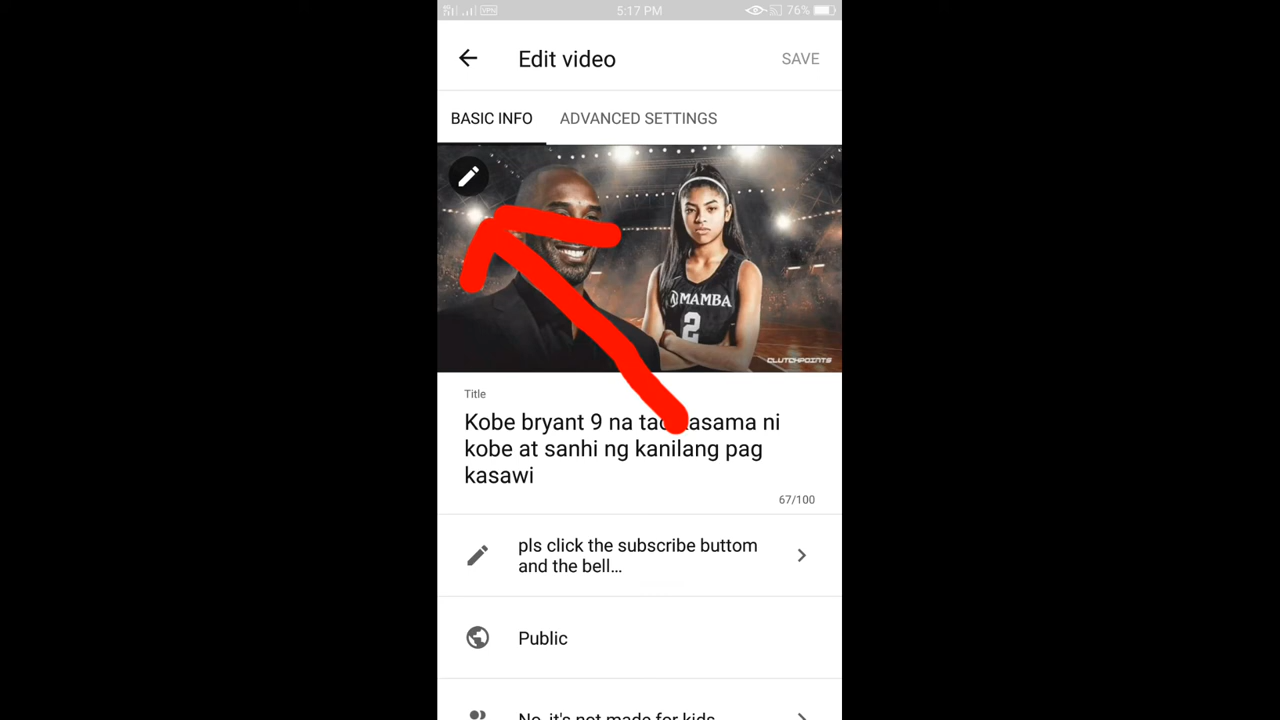 VPN 5:17 PM 76%
Edit video SAVE
BASIC INFO ADVANCED SETTINGS
MAMBA
2
CLUTCHPOINTS
Title
Kobe bryant 9 na ni
kobe at sanhi ng kanilang pag
kasawi
67/100
pls click the subscribe buttom
and the bell...
Public
No, it's not made for kids